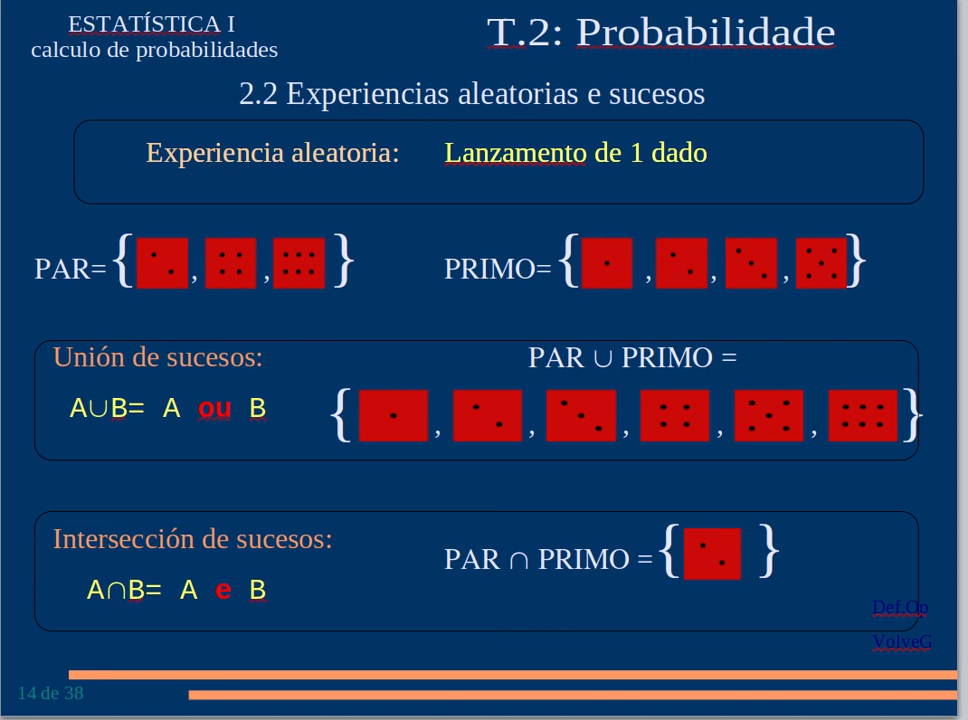 ESTATÍSTICA I
calculo de probabilidades
T.2: Probabilidade
2.2 Experiencias aleatorias e sucesos
Experiencia aleatoria: Lanzamento de 1 dado
PAR={ , , } PRIMO={ , , , }
Unión de sucesos: PAR ∪ PRIMO =
A∪B= A ou B { , , , , , }
Intersección de sucesos:
PAR ∩ PRIMO ={ }
A∩B= A e B
Def.Op
VolveG
14 de 38